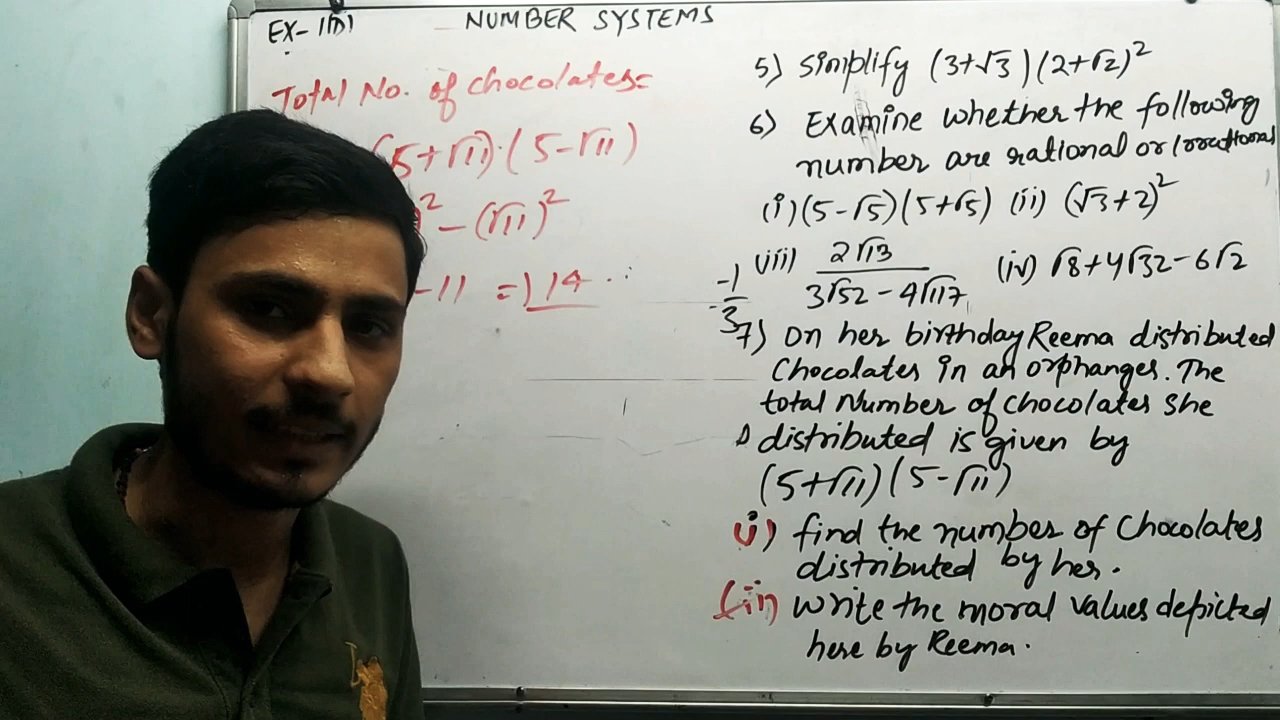 EX- 1(D)
NUMBER SYSTEMS
Total No. of chocolates=
(5+√11)·(5-√11)
² - (√11)²
-11 =) 14
5) Simplify (3+√3)(2+√2)²
6) Examine whether the following
number are rational or irrational
(i) (5-√5)(5+√5) (ii) (√3+2)²
(iii) 2√13 / 3√52 - 4√117 (iv) √8+4√32-6√2
-1/3
7) On her birthday Reema distributed
Chocolates in an orphanges. The
total Number of chocolates she
distributed is given by
(5+√11)(5-√11)
(i) find the number of Chocolates
distributed by her.
(ii) write the moral values depicted
here by Reema.